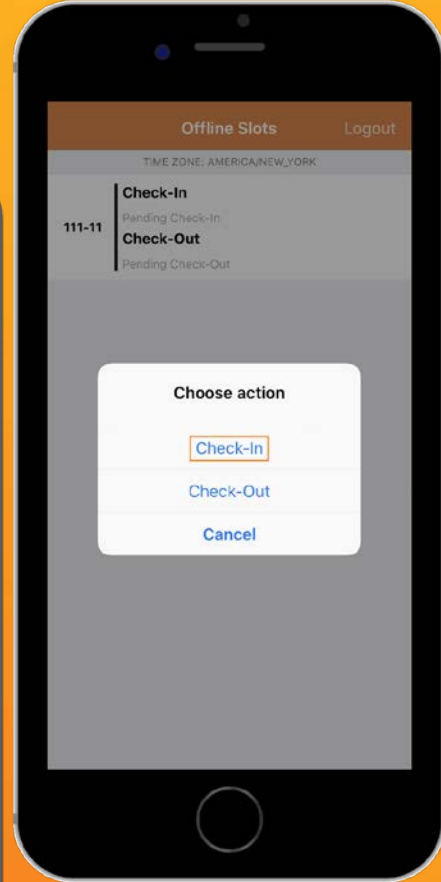 Offline Slots Logout
TIME ZONE: AMERICA/NEW_YORK
Check-In
Pending Check-In
111-11
Check-Out
Pending Check-Out
Choose action
Check-In
Check-Out
Cancel